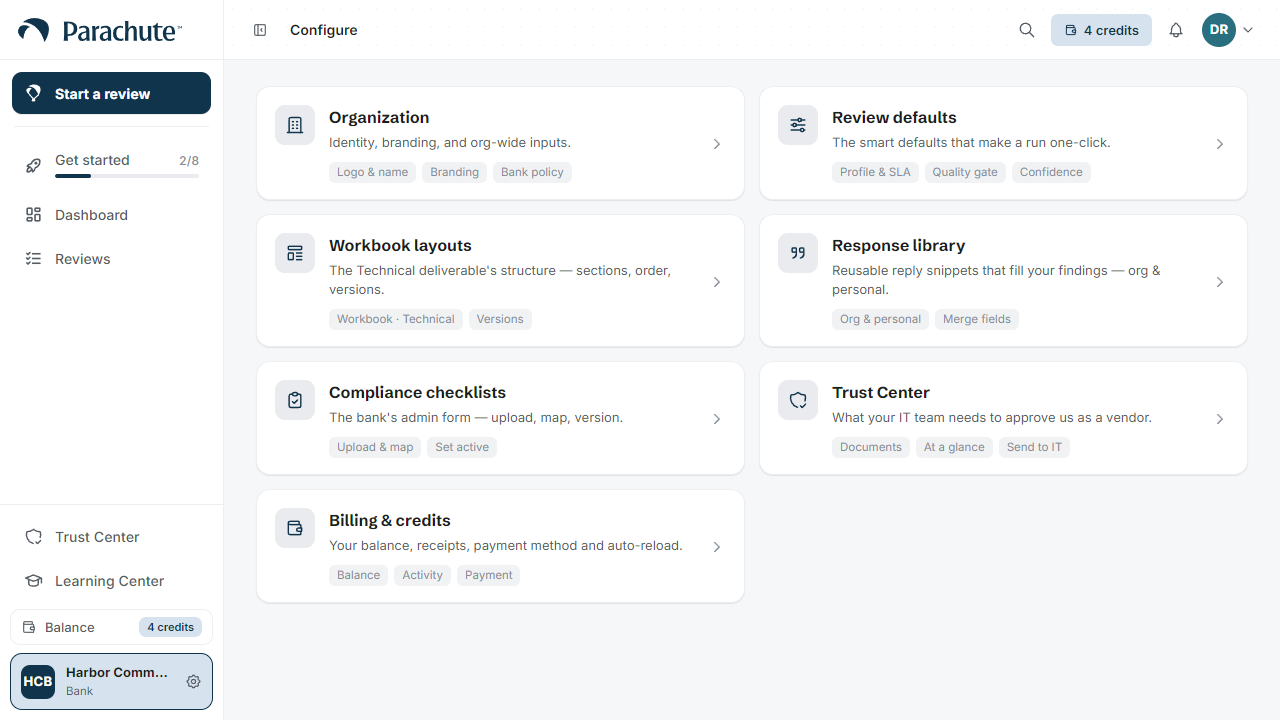 Parachute™
Configure
4 credits
DR
Start a review
Get started 2/8
Dashboard
Reviews
Organization
Identity, branding, and org-wide inputs.
Logo & name Branding Bank policy
Review defaults
The smart defaults that make a run one-click.
Profile & SLA Quality gate Confidence
Workbook layouts
The Technical deliverable's structure — sections, order,
versions.
Workbook · Technical Versions
Response library
Reusable reply snippets that fill your findings — org &
personal.
Org & personal Merge fields
Compliance checklists
The bank's admin form — upload, map, version.
Upload & map Set active
Trust Center
What your IT team needs to approve us as a vendor.
Documents At a glance Send to IT
Billing & credits
Your balance, receipts, payment method and auto-reload.
Balance Activity Payment
Trust Center
Learning Center
Balance 4 credits
HCB
Harbor Comm...
Bank